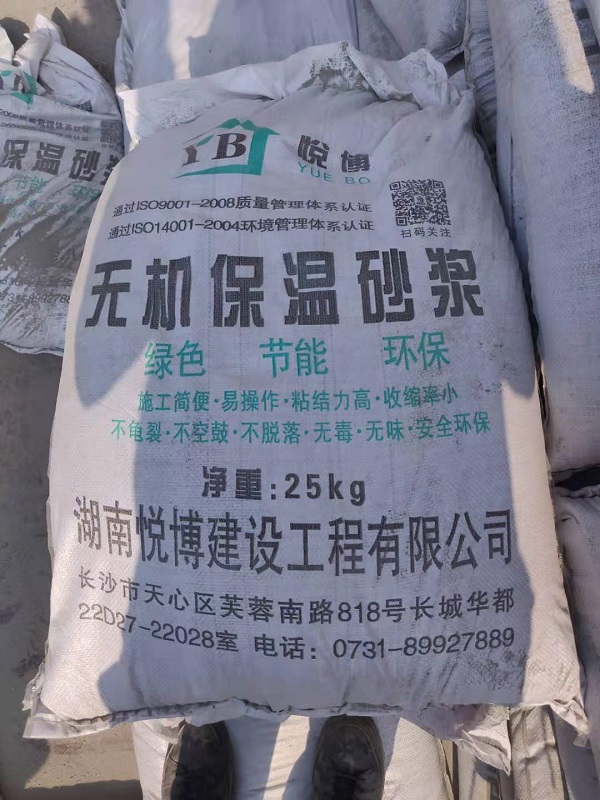 YB 悦博
YUE BO
通过ISO9001-2008质量管理体系认证
通过ISO14001-2004环境管理体系认证
扫码关注
无机保温砂浆
绿色 节能 环保
施工简便·易操作·粘结力高·收缩率小
不龟裂·不空鼓·不脱落·无毒·无味·安全环保
净重:25kg
湖南悦博建设工程有限公司
长沙市天心区芙蓉南路818号长城华都
22D27-22028室 电话: 0731-89927889
保温砂浆
节能 环